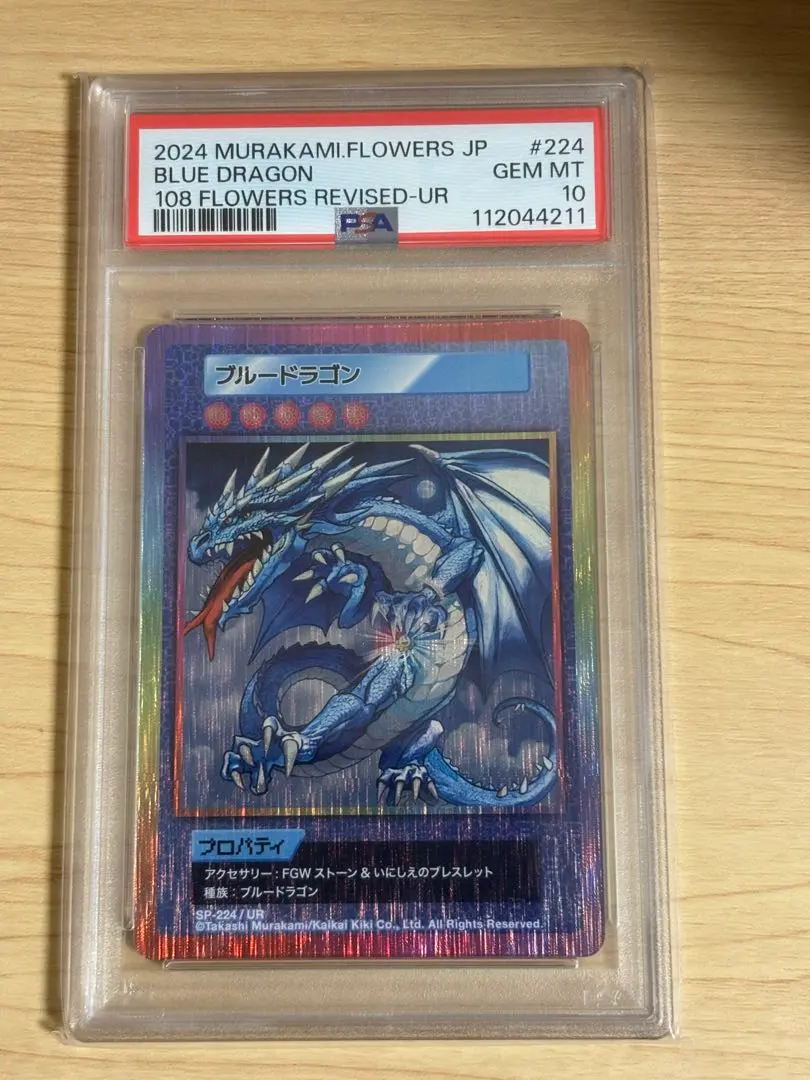 2024 MURAKAMI.FLOWERS JP #224
BLUE DRAGON GEM MT
108 FLOWERS REVISED-UR 10
PSA 112044211
ブルードラゴン
プロパティ
アクセサリー : FGW ストーン & いにしえのブレスレット
種族 : ブルードラゴン
SP-224 / UR
©Takashi Murakami/Kaikai Kiki Co., Ltd. All Rights Reserved.